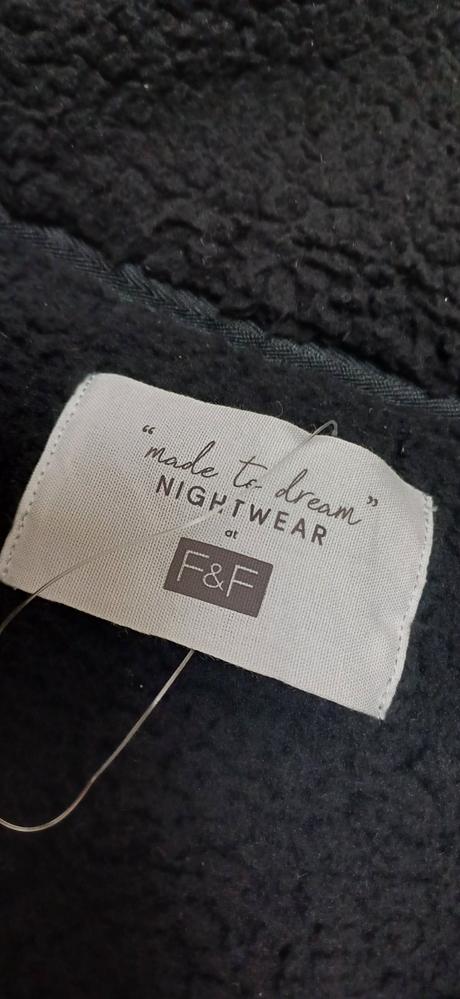 “made to dream”
NIGHTWEAR
at
F&F